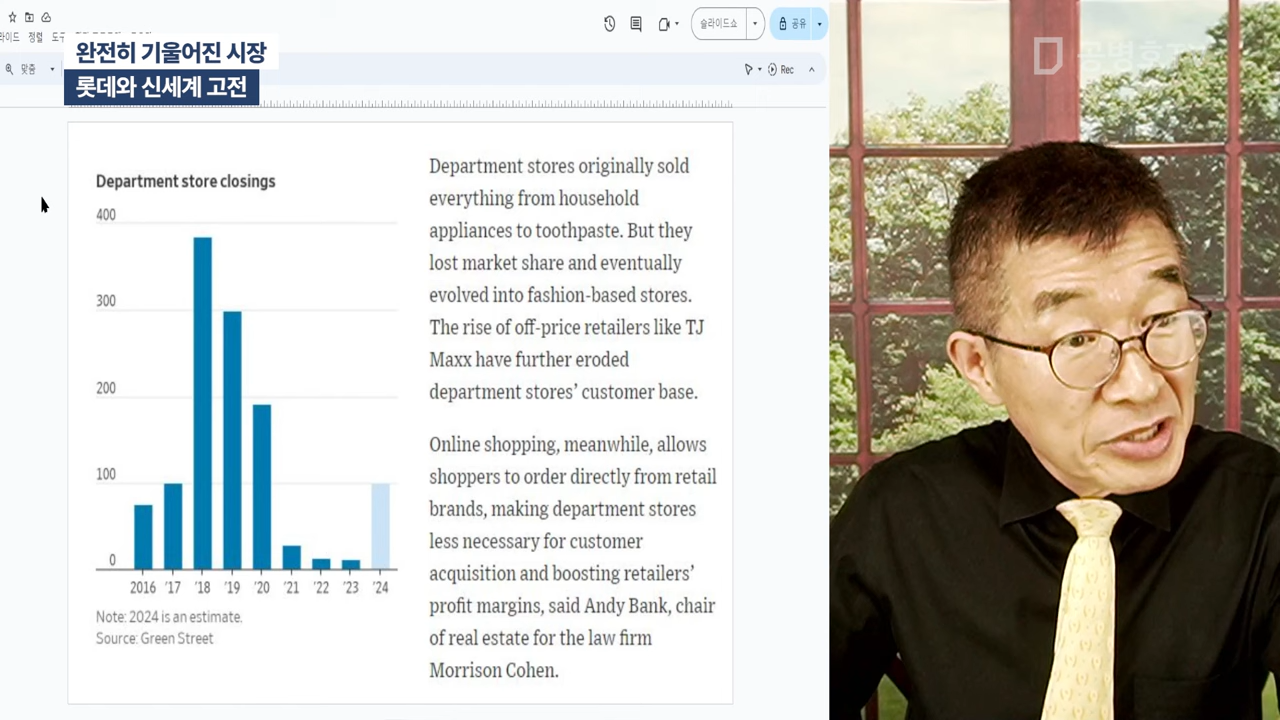 완전히 기울어진 시장
롯데와 신세계 고전
정렬
맞춤
슬라이드쇼
공유
Rec
Department store closings
400
300
200
100
0
2016 '17 '18 '19 '20 '21 '22 '23 '24
Note: 2024 is an estimate.
Source: Green Street
Department stores originally sold
everything from household
appliances to toothpaste. But they
lost market share and eventually
evolved into fashion-based stores.
The rise of off-price retailers like TJ
Maxx have further eroded
department stores’ customer base.
Online shopping, meanwhile, allows
shoppers to order directly from retail
brands, making department stores
less necessary for customer
acquisition and boosting retailers’
profit margins, said Andy Bank, chair
of real estate for the law firm
Morrison Cohen.